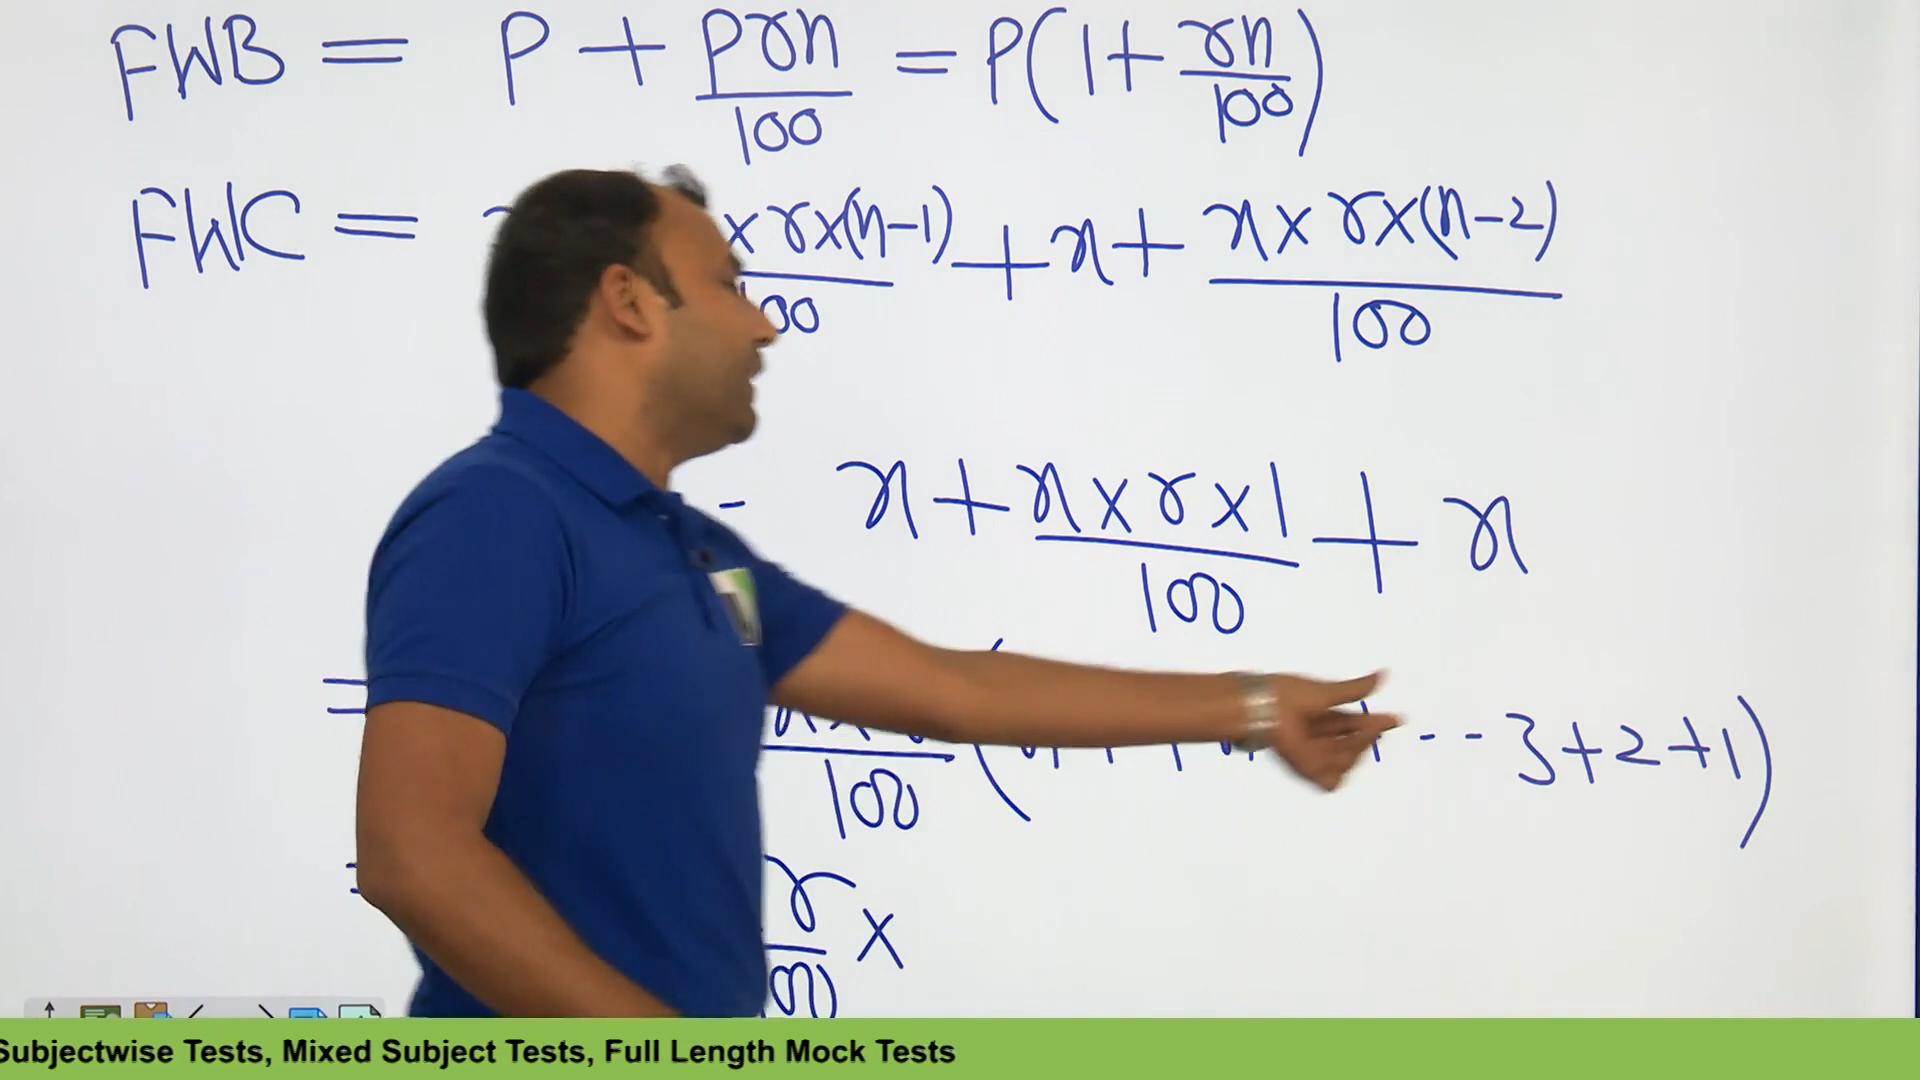 FWB = P + Prn/100 = P(1 + rn/100)
FWC = x r x (n-1)/100 + x + x x r x (n-2)/100
- x + x x r x 1/100 + x
= x x /100 ( -- 3+2+1)
= r/00 x
Subjectwise Tests, Mixed Subject Tests, Full Length Mock Tests